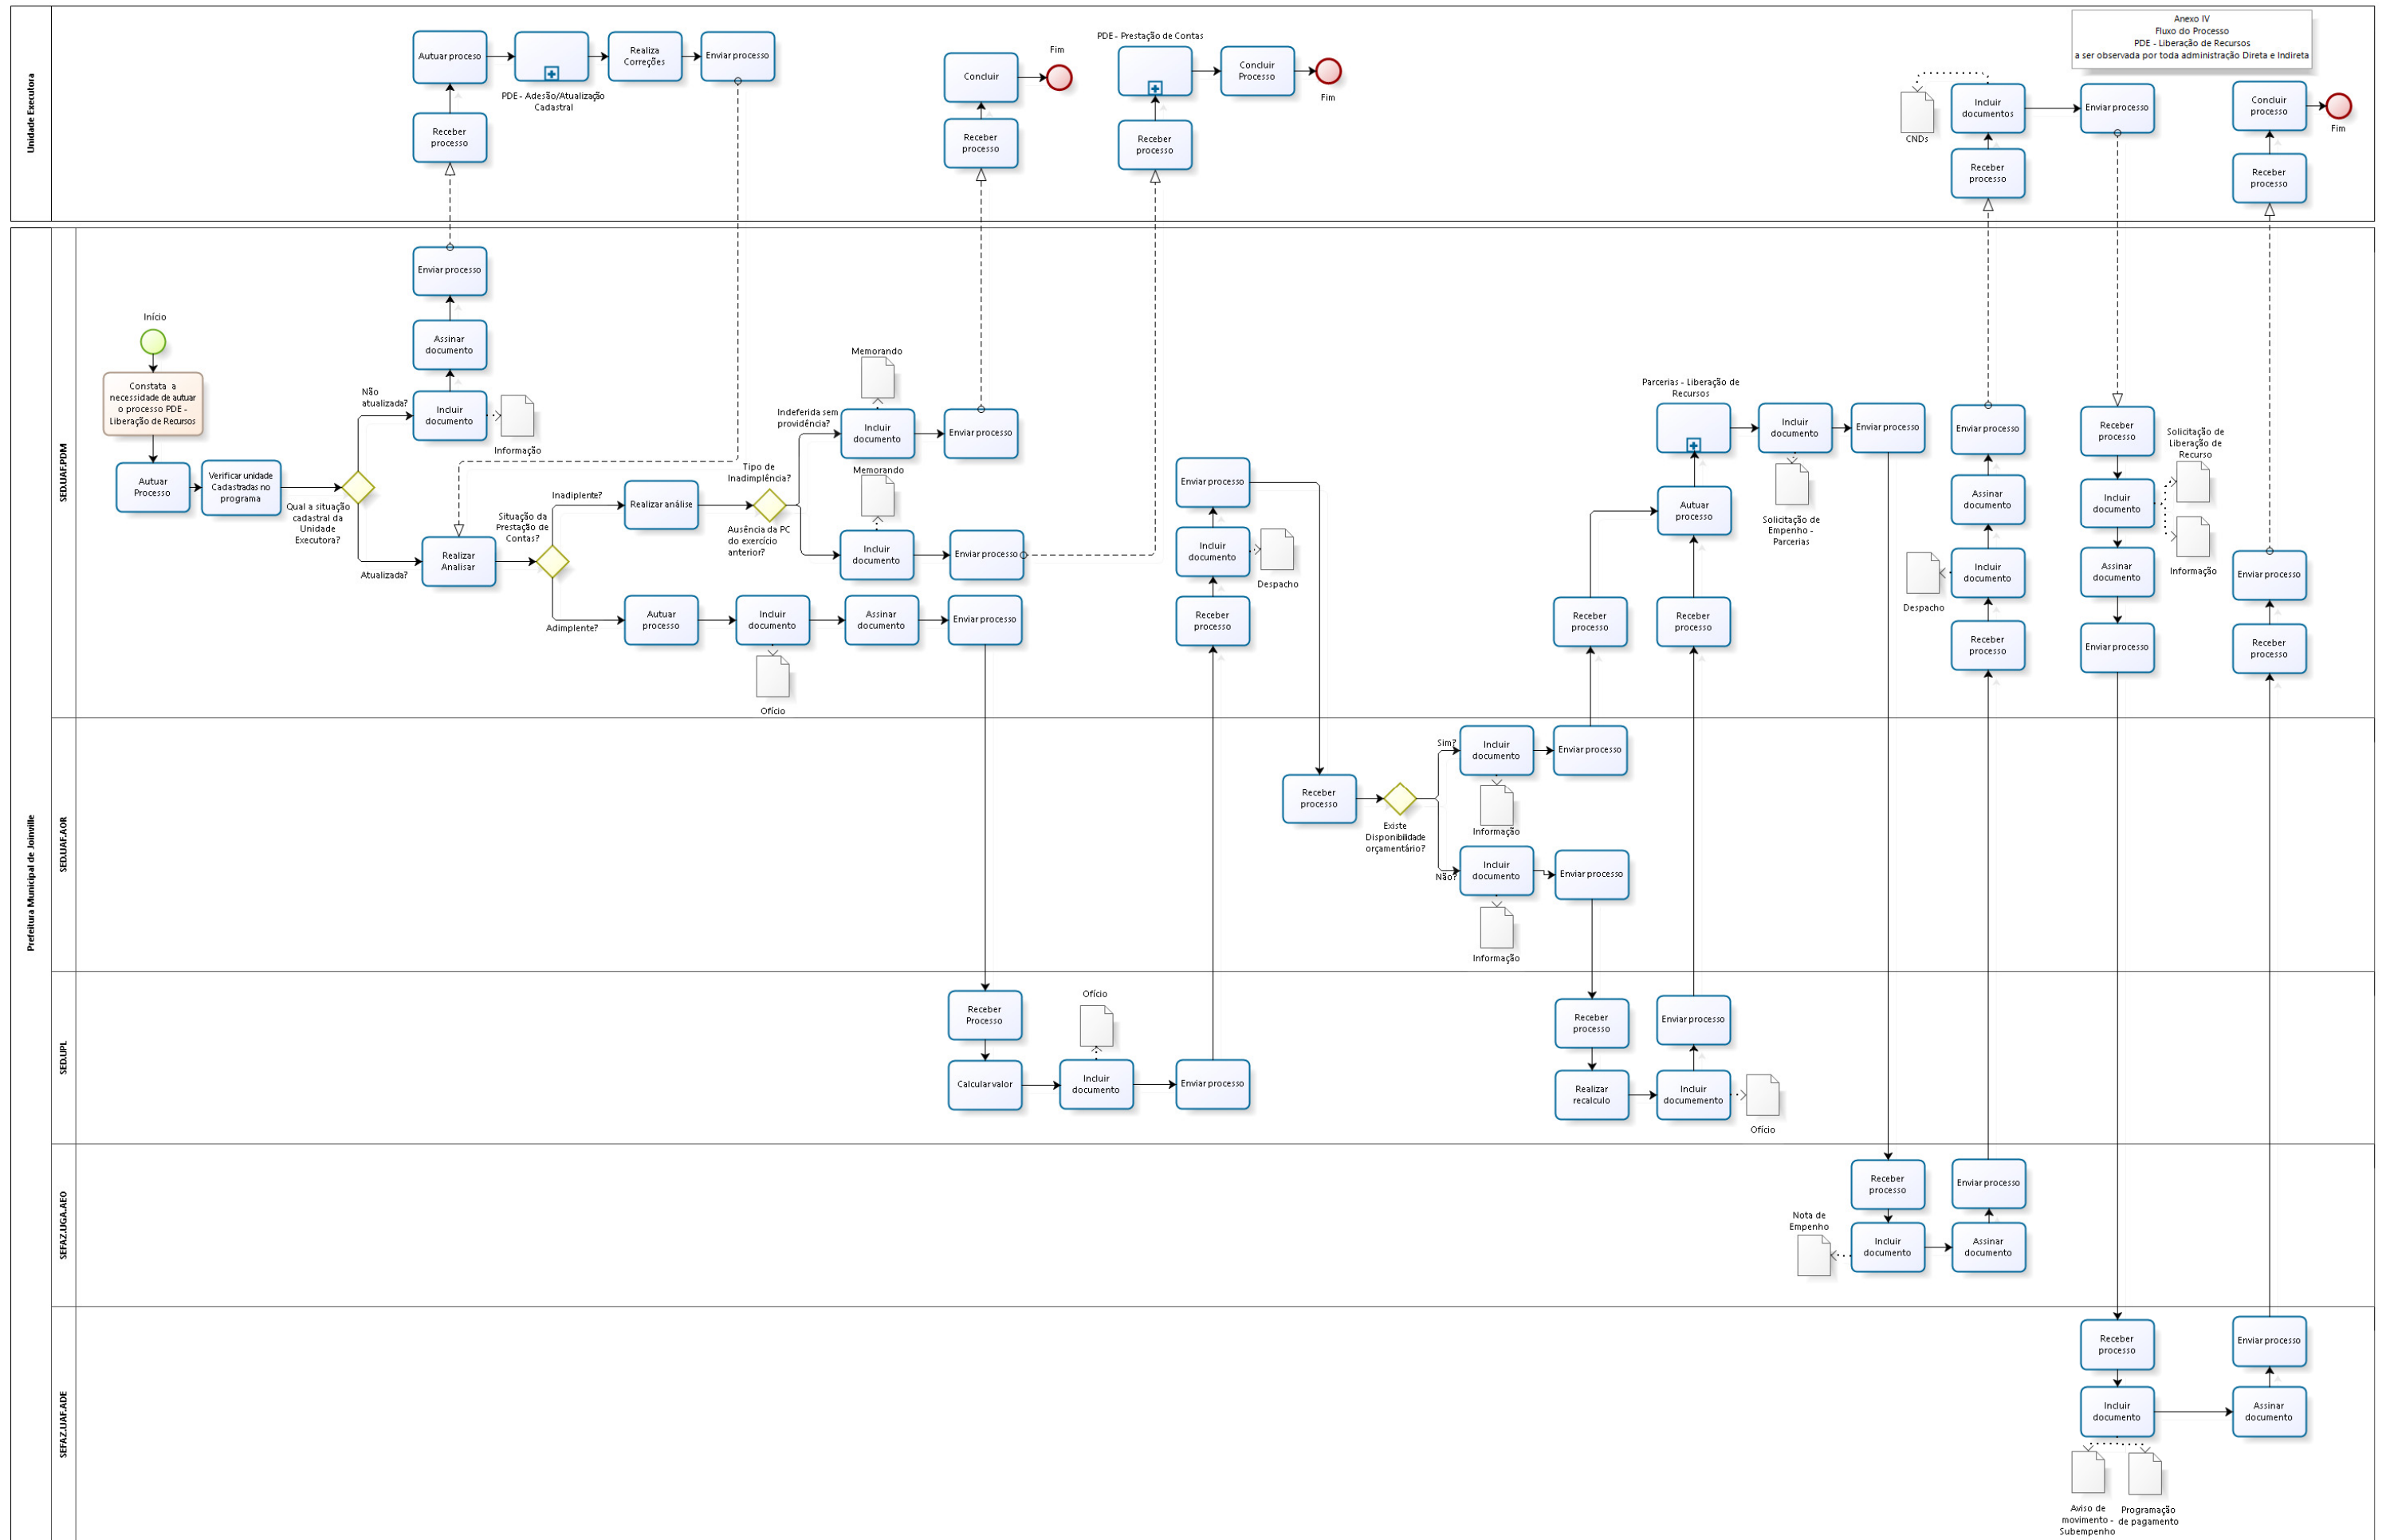 Anexo IV
Fluxo do Processo
PDE - Liberação de Recursos
a ser observada por toda administração Direta e Indireta
Unidade Executora
Autuar proceso
PDE - Adesão/Atualização
Cadastral
Realiza
Correções
Enviar processo
Receber
processo
Concluir
Fim
Receber
processo
PDE - Prestação de Contas
Concluir
Processo
Fim
Receber
processo
CNDs
Incluir
documentos
Enviar processo
Receber
processo
Concluir
processo
Fim
Receber
processo
Prefeitura Municipal de Joinville
SED.UAF.PDM
Início
Constata a
necessidade de autuar
o processo PDE -
Liberação de Recursos
Autuar
Processo
Verificar unidade
Cadastradas no
programa
Qual a situação
cadastral da
Unidade
Executora?
Não
atualizada?
Atualizada?
Enviar processo
Assinar
documento
Incluir
documento
Informação
Realizar
Analisar
Situação da
Prestação de
Contas?
Inadiplente?
Adimplente?
Realizar análise
Tipo de
Inadimplência?
Indeferida sem
providência?
Ausência da PC
do exercício
anterior?
Memorando
Incluir
documento
Enviar processo
Memorando
Incluir
documento
Enviar processo
Autuar
processo
Incluir
documento
Ofício
Assinar
documento
Enviar processo
Enviar processo
Incluir
documento
Despacho
Receber
processo
Parcerias - Liberação de
Recursos
Incluir
documento
Solicitação de
Empenho -
Parcerias
Enviar processo
Autuar
processo
Receber
processo
Receber
processo
Enviar processo
Assinar
documento
Incluir
documento
Despacho
Receber
processo
Receber
processo
Solicitação de
Liberação de
Recurso
Incluir
documento
Informação
Assinar
documento
Enviar processo
Enviar processo
Receber
processo
SED.UAF.AOR
Receber
processo
Existe
Disponibilidade
orçamentário?
Sim?
Incluir
documento
Informação
Enviar processo
Não?
Incluir
documento
Informação
Enviar processo
SED.UPL
Receber
Processo
Calcular valor
Ofício
Incluir
documento
Enviar processo
Receber
processo
Realizar
recalculo
Enviar processo
Incluir
documemento
Ofício
SEFAZ.UGA.AEO
Receber
processo
Enviar processo
Nota de
Empenho
Incluir
documento
Assinar
documento
SEFAZ.UAF.ADE
Receber
processo
Enviar processo
Incluir
documento
Assinar
documento
Aviso de
movimento -
Subempenho
Programação
de pagamento